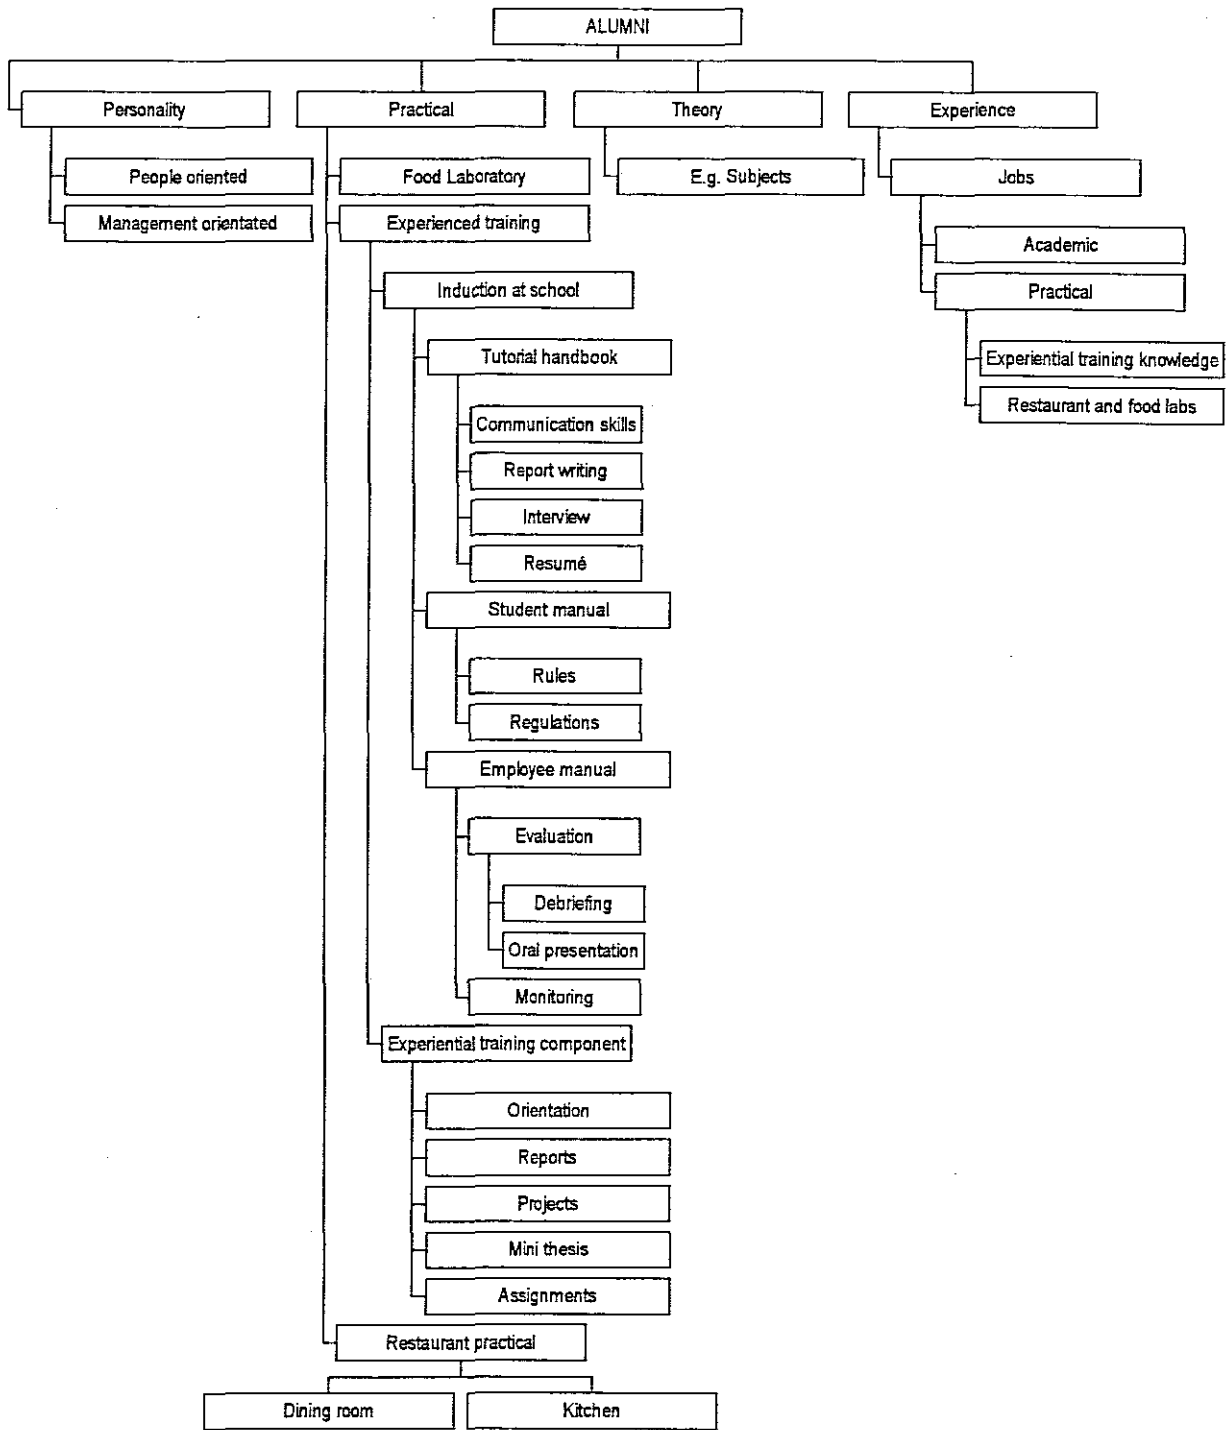 ALUMNI
Personality
Practical
Theory
Experience
People oriented
Food Laboratory
E.g. Subjects
Jobs
Management orientated
Experienced training
Academic
Induction at school
Practical
Tutorial handbook
Experiential training knowledge
Restaurant and food labs
Communication skills
Report writing
Interview
Resumé
Student manual
Rules
Regulations
Employee manual
Evaluation
Debriefing
Oral presentation
Monitoring
Experiential training component
Orientation
Reports
Projects
Mini thesis
Assignments
Restaurant practical
Dining room
Kitchen